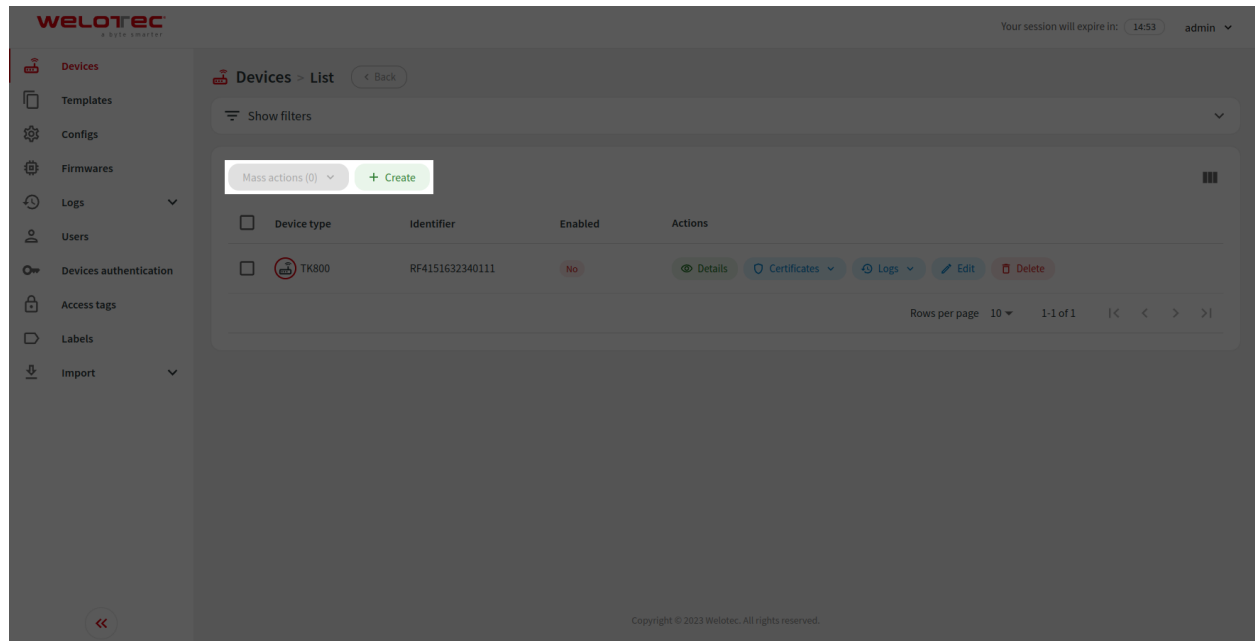 WELOTEC
a byte smarter
Your session will expire in: 14:53 admin
Devices
Templates
Configs
Firmwares
Logs
Users
Devices authentication
Access tags
Labels
Import
Devices > List < Back
Show filters
Mass actions (0) + Create
Device type Identifier Enabled Actions
TK800 RF4151632340111 No Details Certificates Logs Edit Delete
Rows per page 10 1-1 of 1
Copyright © 2023 Welotec. All rights reserved.